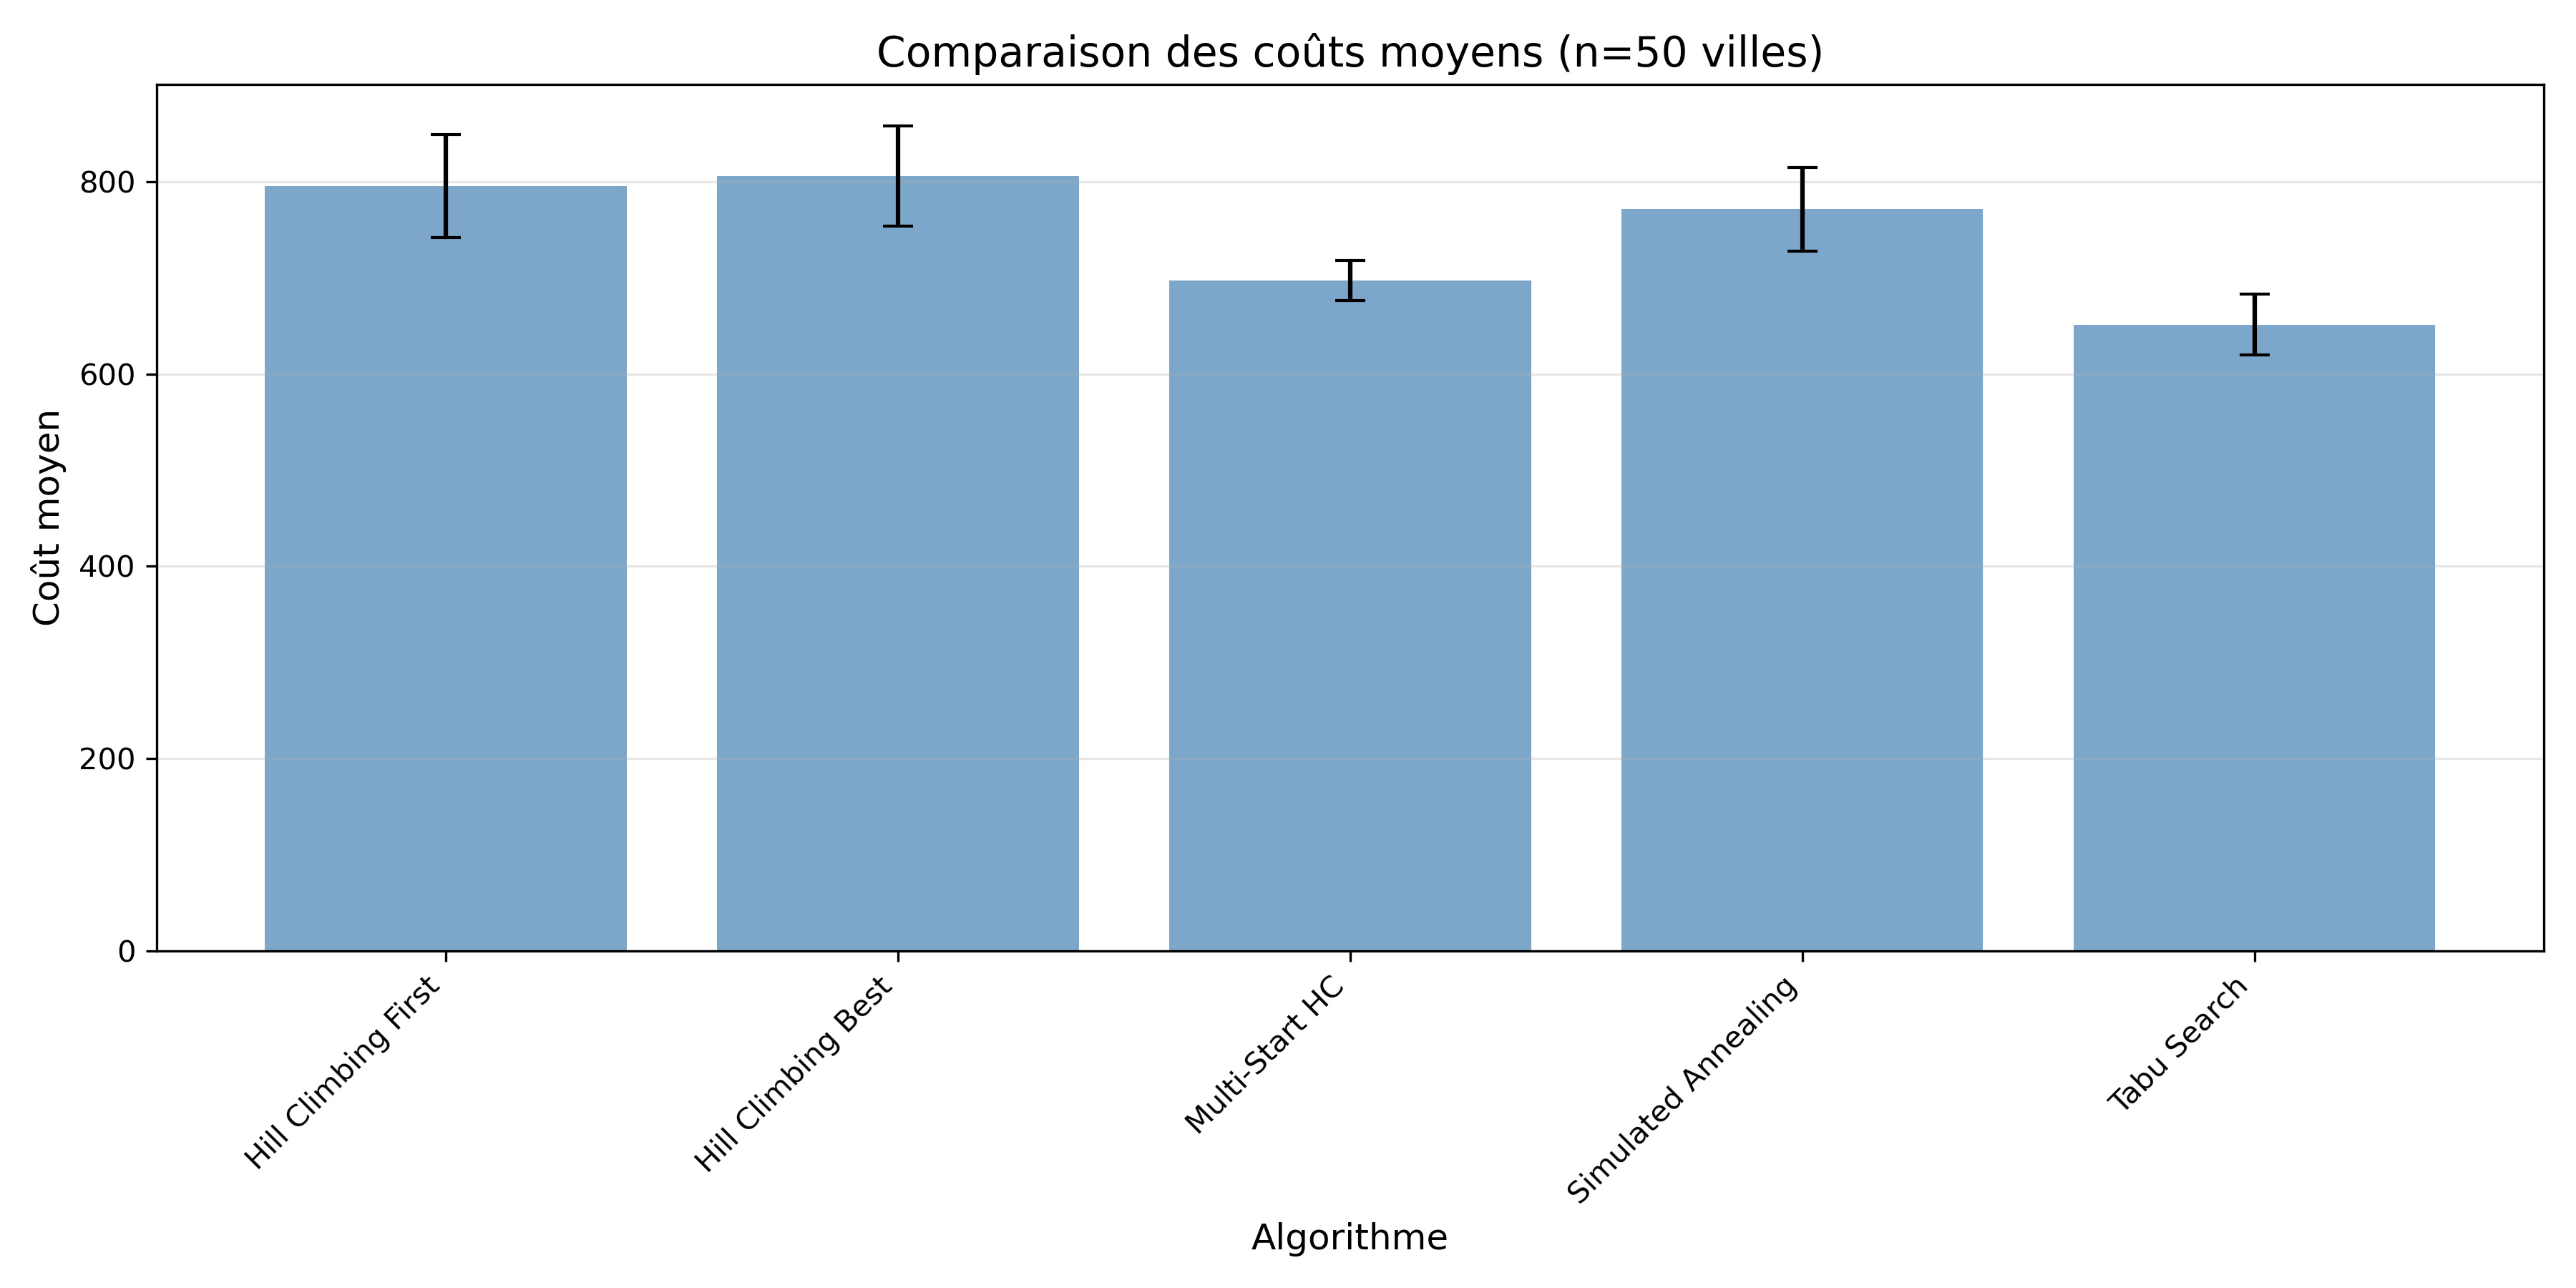 Comparaison des coûts moyens (n=50 villes)
Coût moyen
800
600
400
200
0
Hill Climbing First
Hill Climbing Best
Multi-Start HC
Simulated Annealing
Tabu Search
Algorithme